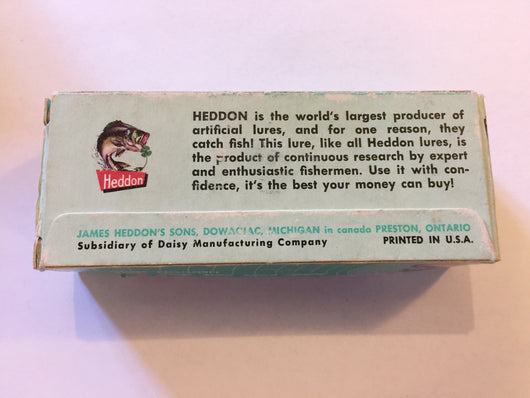 HEDDON is the world's largest producer of
artificial lures, and for one reason, they
catch fish! This lure, like all Heddon lures, is
the product of continuous research by expert
and enthusiastic fishermen. Use it with con-
fidence, it's the best your money can buy!
Heddon
JAMES HEDDON'S SONS, DOWAGIAC, MICHIGAN in canada PRESTON, ONTARIO
Subsidiary of Daisy Manufacturing Company PRINTED IN U.S.A.